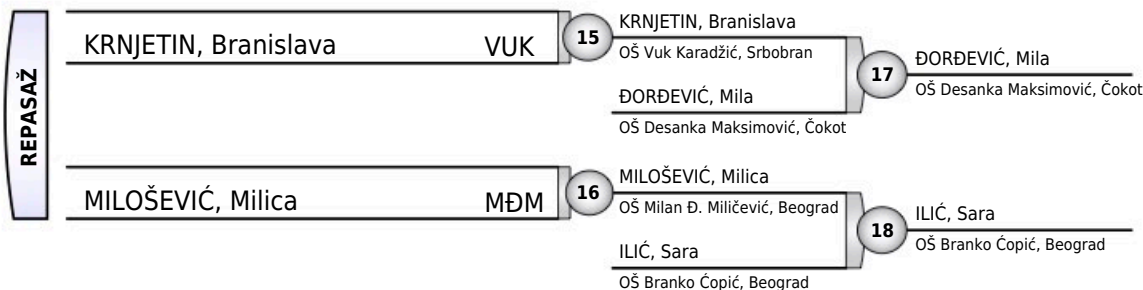 REPASAŽ
KRNJETIN, Branislava VUK
15
KRNJETIN, Branislava
OŠ Vuk Karadžić, Srbobran
ĐORĐEVIĆ, Mila
OŠ Desanka Maksimović, Čokot
17
ĐORĐEVIĆ, Mila
OŠ Desanka Maksimović, Čokot
MILOŠEVIĆ, Milica MĐM
16
MILOŠEVIĆ, Milica
OŠ Milan Đ. Miličević, Beograd
ILIĆ, Sara
OŠ Branko Ćopić, Beograd
18
ILIĆ, Sara
OŠ Branko Ćopić, Beograd